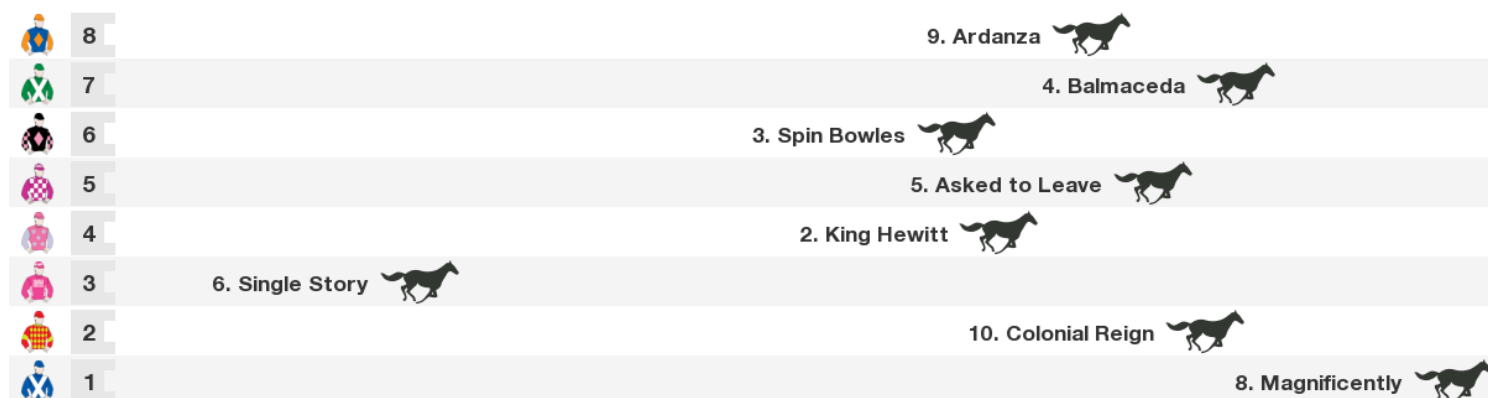 8 9. Ardanza
7 4. Balmaceda
6 3. Spin Bowles
5 5. Asked to Leave
4 2. King Hewitt
3 6. Single Story
2 10. Colonial Reign
1 8. Magnificently